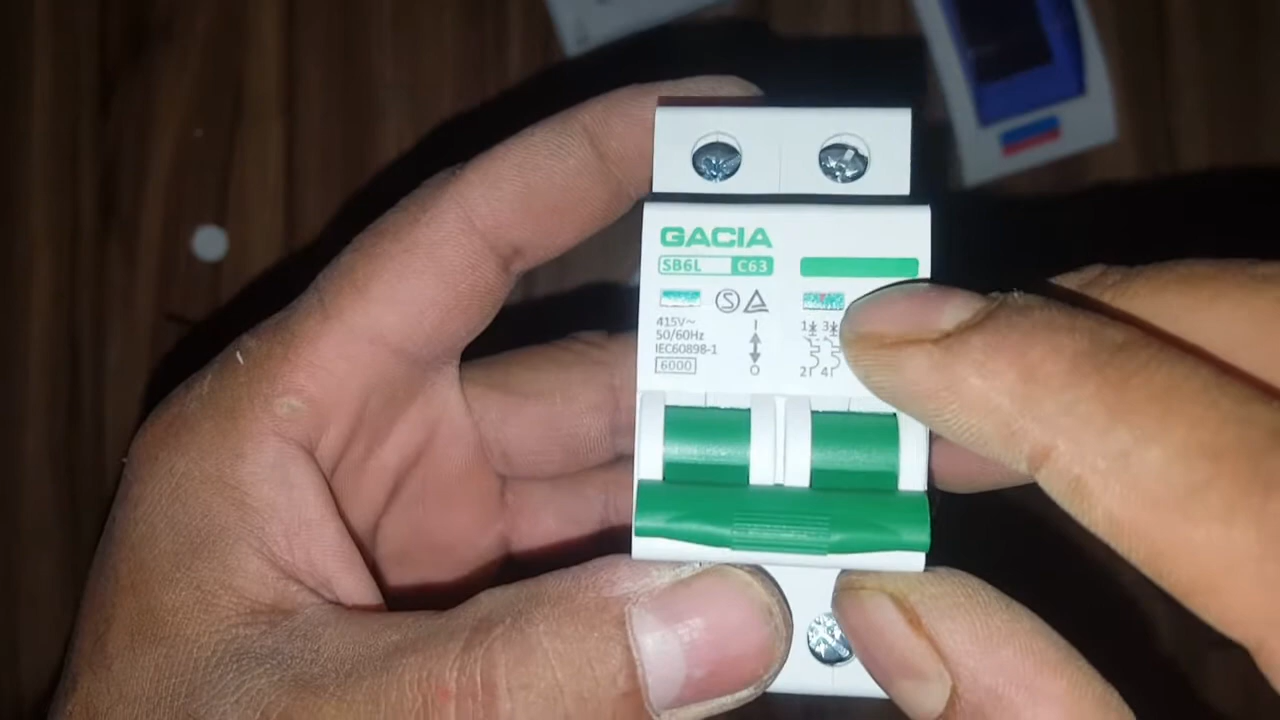 GACIA
SB6L C63
415V~
50/60Hz
IEC60898-1
6000
I
O
1 3
2 4